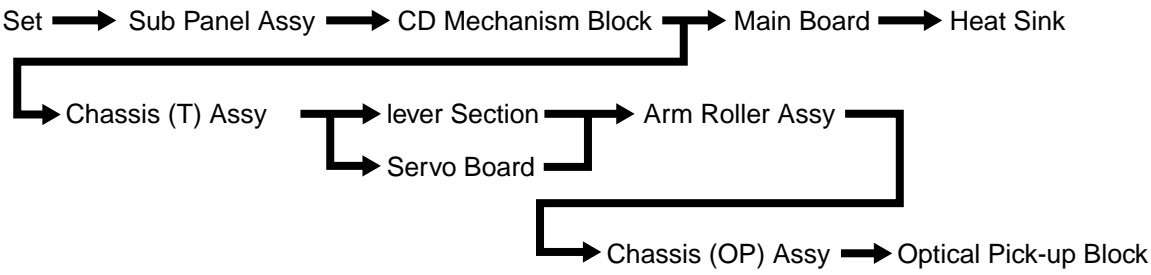 Set Sub Panel Assy CD Mechanism Block Main Board Heat Sink
Chassis (T) Assy lever Section Arm Roller Assy
Servo Board
Chassis (OP) Assy Optical Pick-up Block